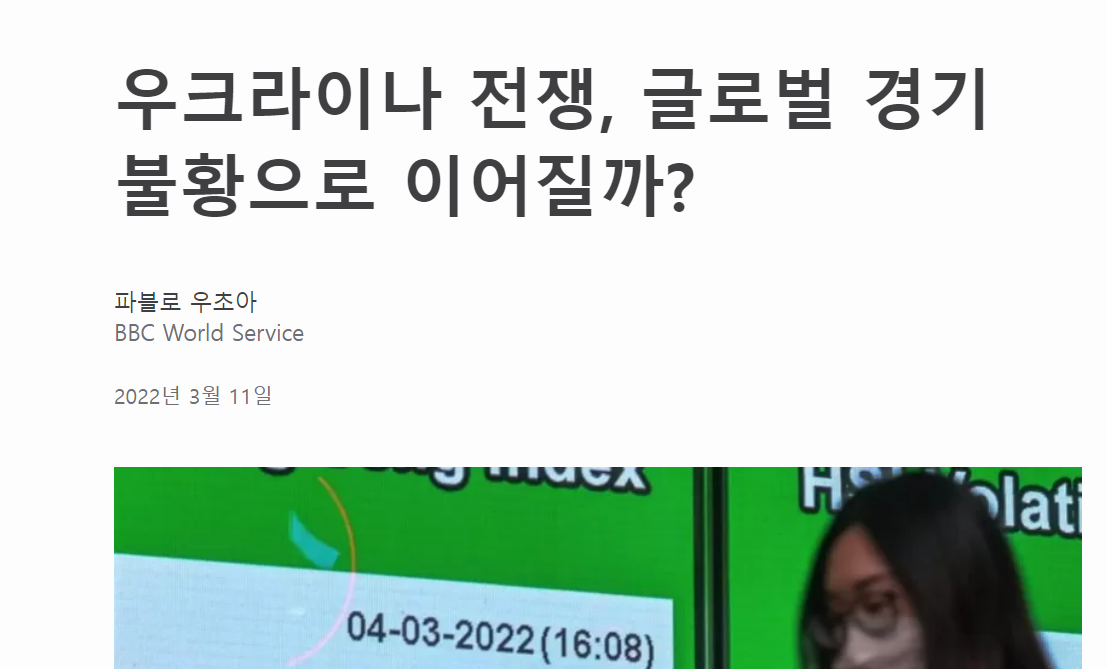 우크라이나 전쟁, 글로벌 경기
불황으로 이어질까?
파블로 우초아
BBC World Service
2022년 3월 11일
Index
04-03-2022(16:08)